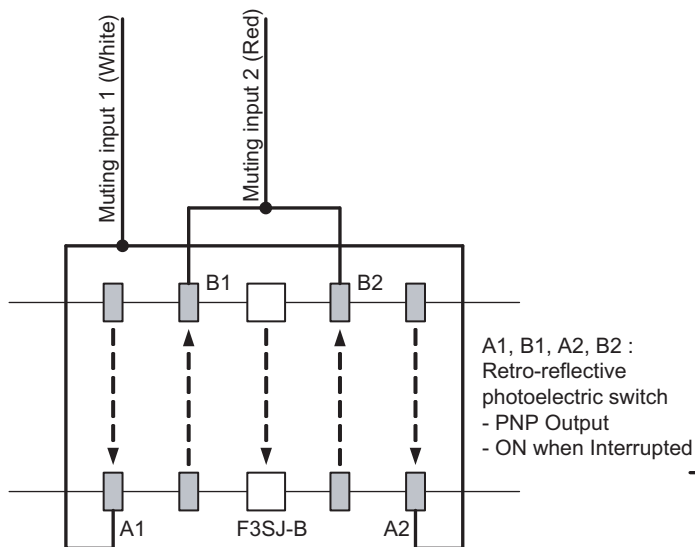 Muting input 1 (White)
Muting input 2 (Red)
B1
B2
A1, B1, A2, B2 :
Retro-reflective
photoelectric switch
- PNP Output
- ON when Interrupted
A1
F3SJ-B
A2